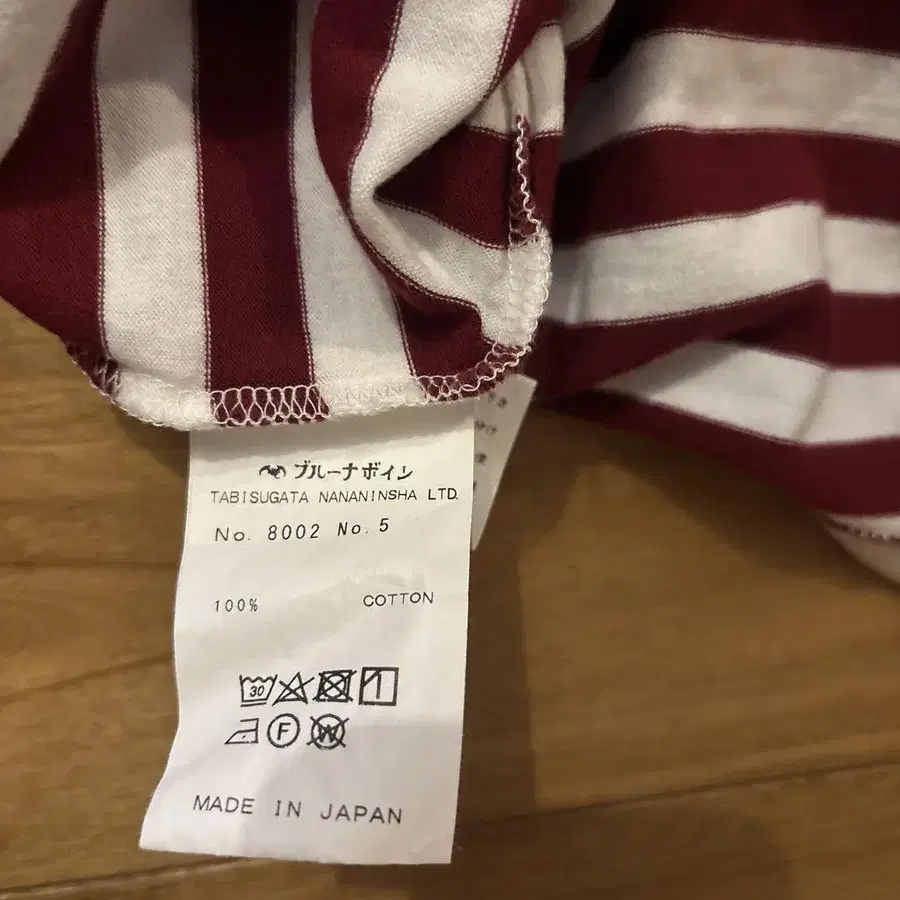 ブルーナボイン
TABISUGATA NANANINSHA LTD.
No. 8002 No. 5
100% COTTON
30
F
W
MADE IN JAPAN